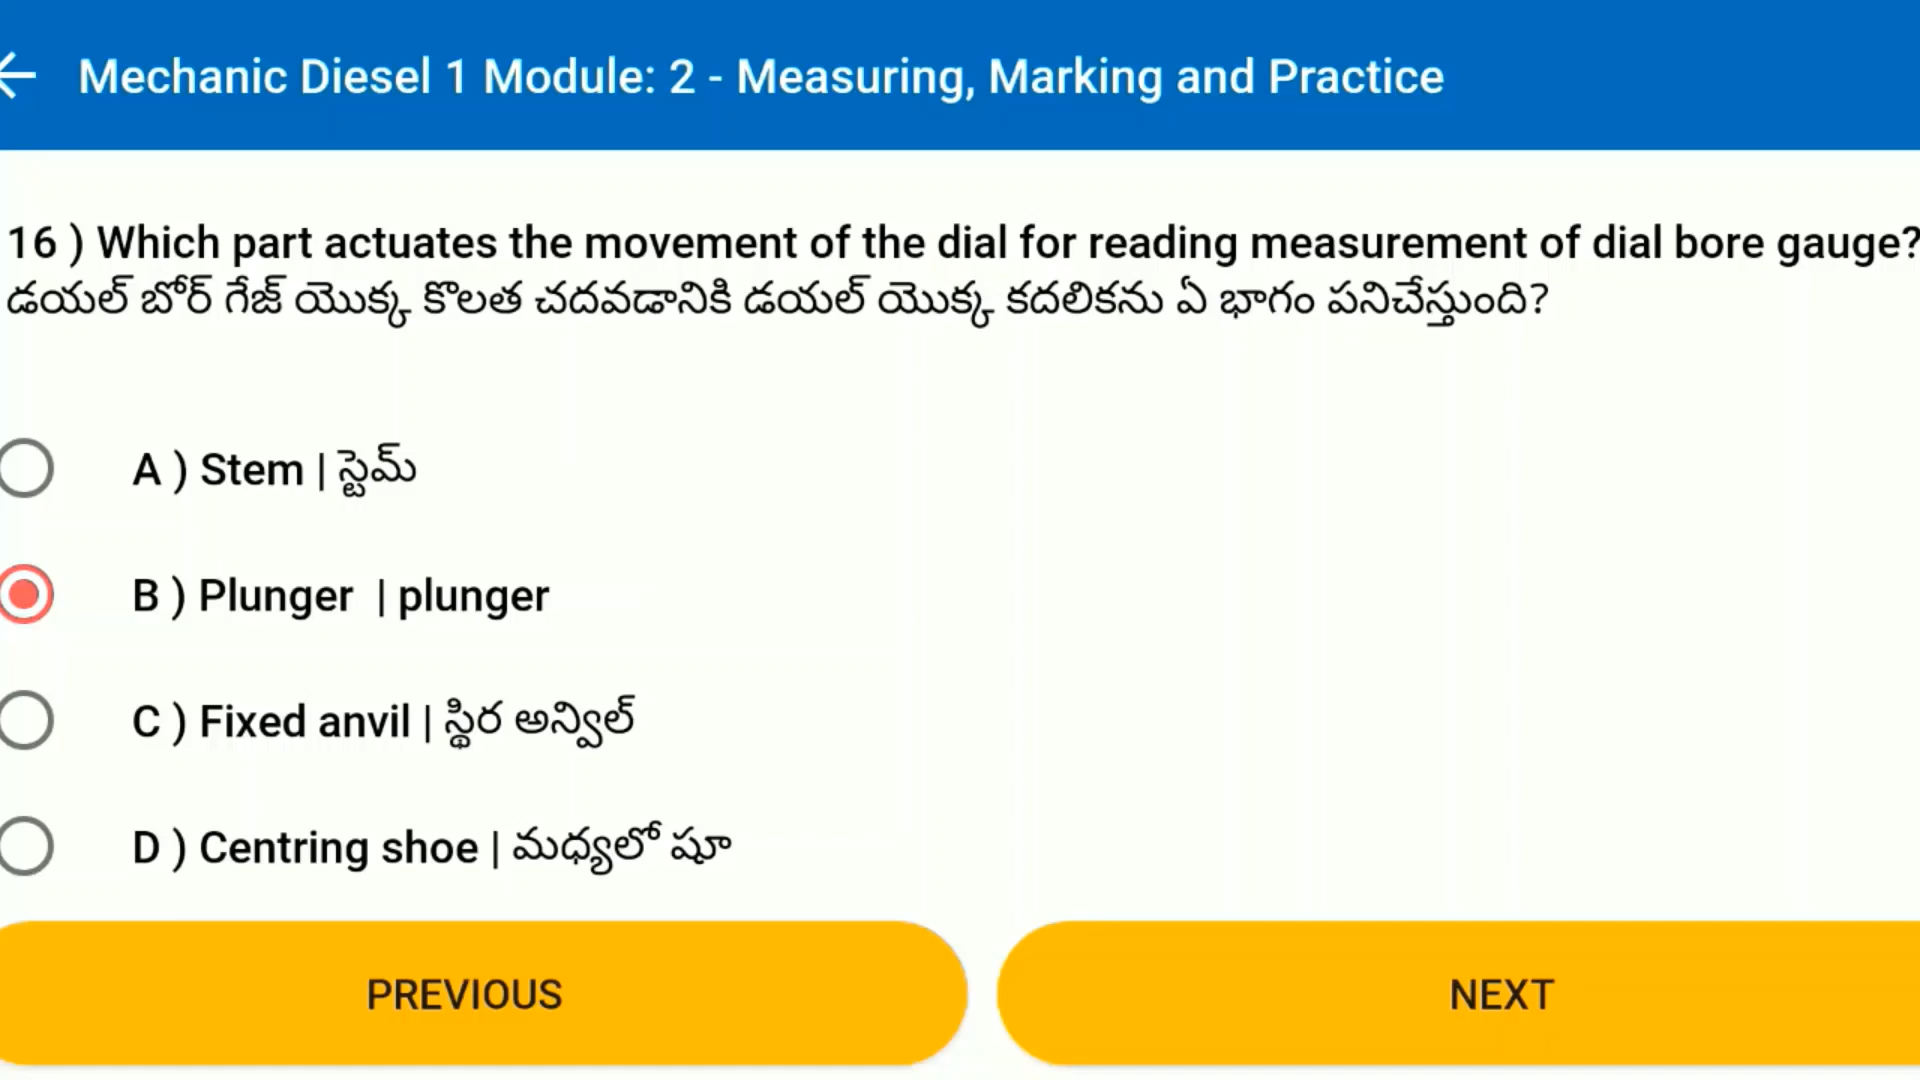 Mechanic Diesel 1 Module: 2 - Measuring, Marking and Practice
16 ) Which part actuates the movement of the dial for reading measurement of dial bore gauge?
డయల్ బోర్ గేజ్ యొక్క కొలత చదవడానికి డయల్ యొక్క కదలికను ఏ భాగం పనిచేస్తుంది?
A ) Stem | స్టెమ్
B ) Plunger | plunger
C ) Fixed anvil | స్థిర అన్విల్
D ) Centring shoe | మధ్యలో షూ
PREVIOUS
NEXT